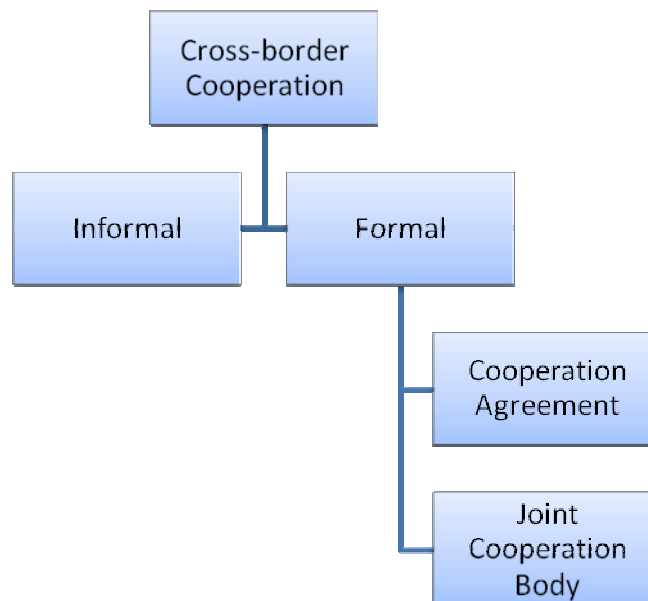 Cross-border
Cooperation
Informal
Formal
Cooperation
Agreement
Joint
Cooperation
Body